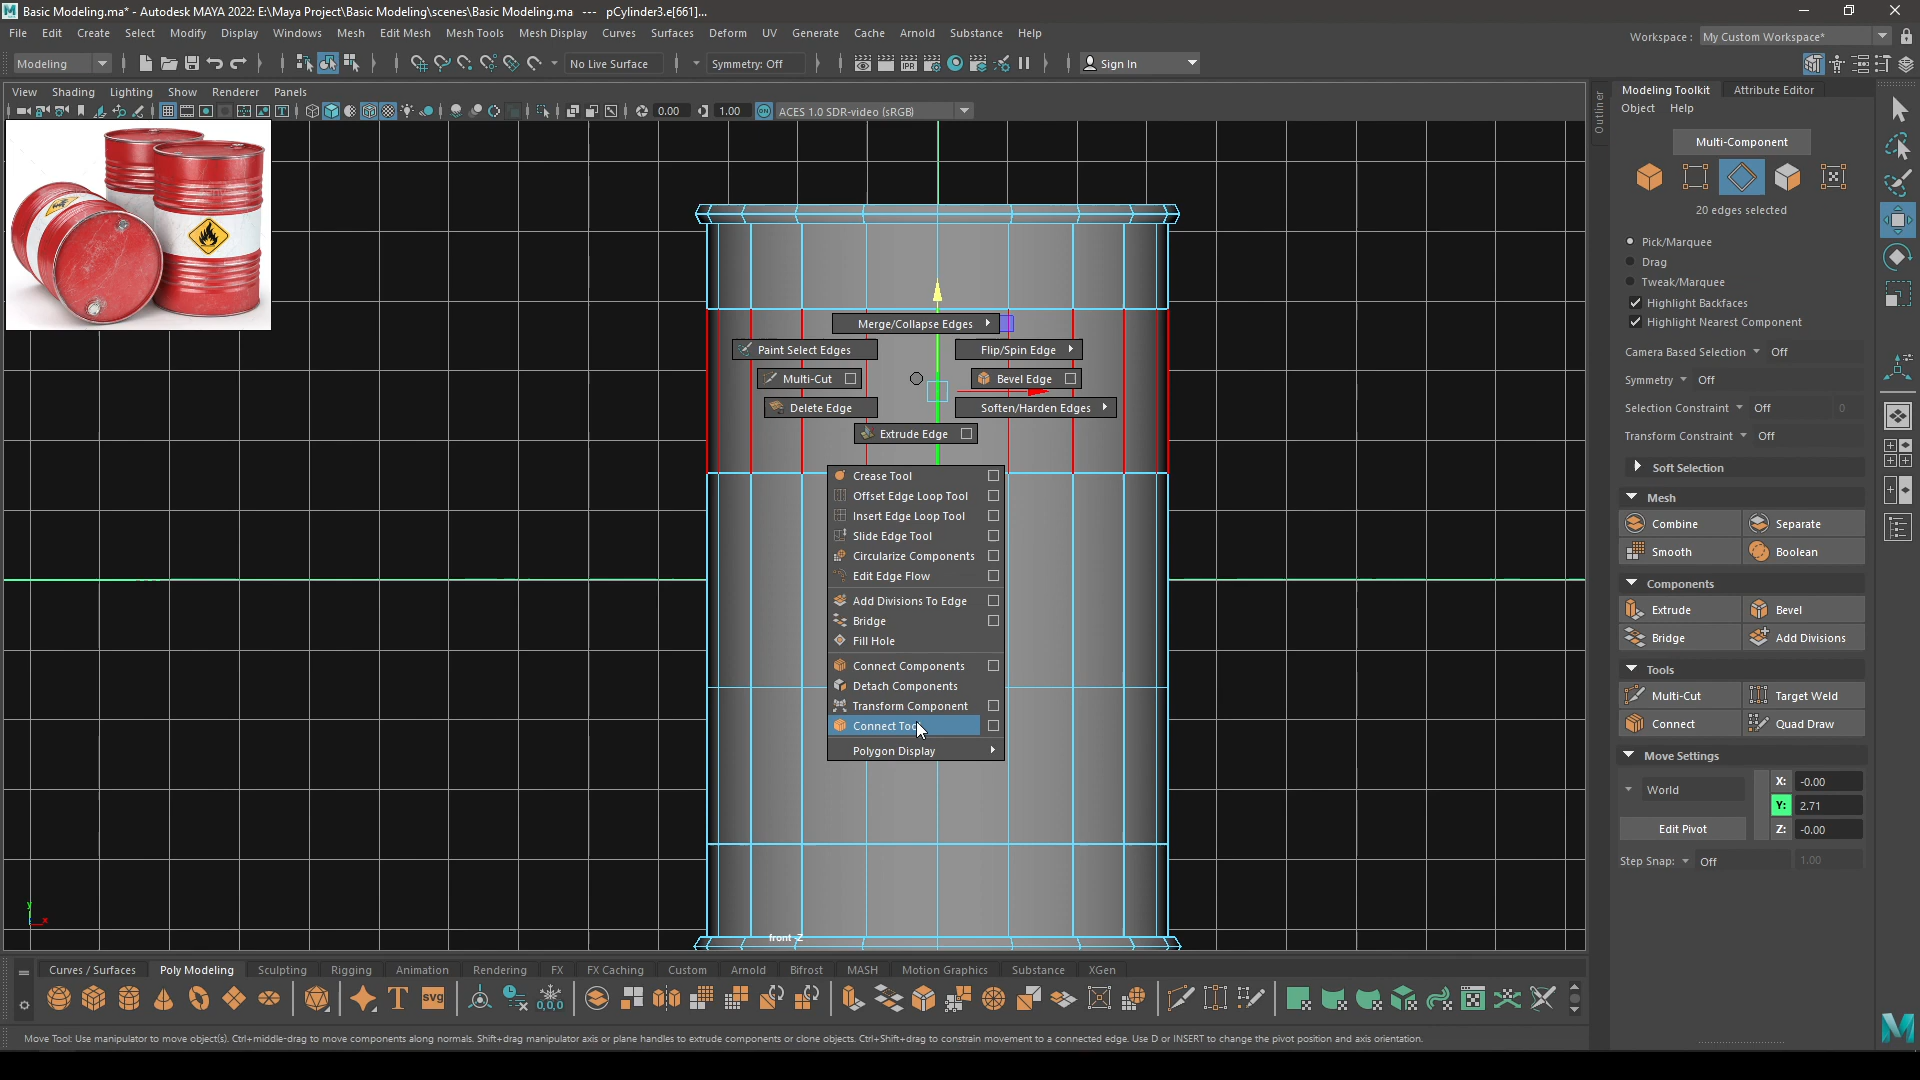 Basic Modeling.ma* - Autodesk MAYA 2022: E:\Maya Project\Basic Modeling\scenes\Basic Modeling.ma   ---   pCylinder3.e[661]...
File Edit Create Select Modify Display Windows Mesh Edit Mesh Mesh Tools Mesh Display Curves Surfaces Deform UV Generate Cache Arnold Substance Help
Workspace : My Custom Workspace*
Modeling No Live Surface Symmetry: Off IPR Sign In
View Shading Lighting Show Renderer Panels
0.00 1.00 ON ACES 1.0 SDR-video (sRGB)
Outliner
Modeling Toolkit Attribute Editor
Object Help
Multi-Component
20 edges selected
Pick/Marquee
Drag
Tweak/Marquee
Highlight Backfaces
Highlight Nearest Component
Camera Based Selection Off
Symmetry Off
Selection Constraint Off 0
Transform Constraint Off
Soft Selection
Mesh
Combine Separate
Smooth Boolean
Components
Extrude Bevel
Bridge Add Divisions
Tools
Multi-Cut Target Weld
Connect Quad Draw
Move Settings
World
X: -0.00
Y: 2.71
Edit Pivot Z: -0.00
Step Snap: Off 1.00
Merge/Collapse Edges
Paint Select Edges Flip/Spin Edge
Multi-Cut Bevel Edge
Delete Edge Soften/Harden Edges
Extrude Edge
Crease Tool
Offset Edge Loop Tool
Insert Edge Loop Tool
Slide Edge Tool
Circularize Components
Edit Edge Flow
Add Divisions To Edge
Bridge
Fill Hole
Connect Components
Detach Components
Transform Component
Connect Tool
Polygon Display
y
x
front -Z
Curves / Surfaces Poly Modeling Sculpting Rigging Animation Rendering FX FX Caching Custom Arnold Bifrost MASH Motion Graphics Substance XGen
T svg 0,0,0
Move Tool: Use manipulator to move object(s). Ctrl+middle-drag to move components along normals. Shift+drag manipulator axis or plane handles to extrude components or clone objects. Ctrl+Shift+drag to constrain movement to a connected edge. Use D or INSERT to change the pivot position and axis orientation.
M